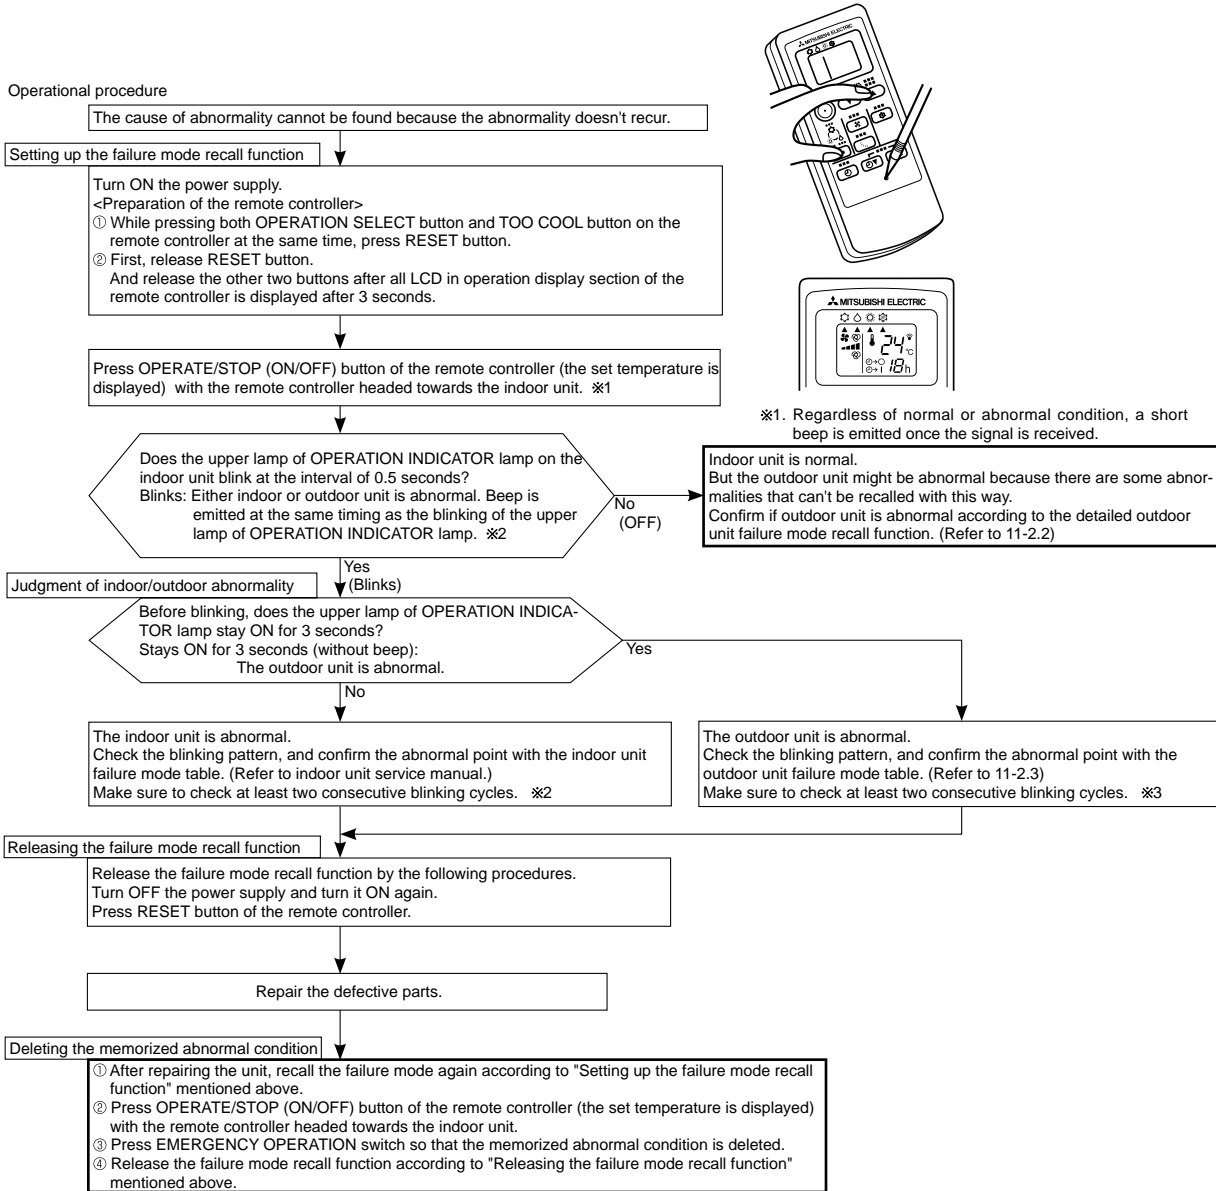 MITSUBISHI ELECTRIC
Operational procedure
The cause of abnormality cannot be found because the abnormality doesn't recur.
Setting up the failure mode recall function
Turn ON the power supply.
<Preparation of the remote controller>
① While pressing both OPERATION SELECT button and TOO COOL button on the
remote controller at the same time, press RESET button.
② First, release RESET button.
And release the other two buttons after all LCD in operation display section of the
remote controller is displayed after 3 seconds.
MITSUBISHI ELECTRIC
24 °C
18 h
Press OPERATE/STOP (ON/OFF) button of the remote controller (the set temperature is
displayed) with the remote controller headed towards the indoor unit. ※1
※1. Regardless of normal or abnormal condition, a short
beep is emitted once the signal is received.
Does the upper lamp of OPERATION INDICATOR lamp on the
indoor unit blink at the interval of 0.5 seconds?
Blinks: Either indoor or outdoor unit is abnormal. Beep is
emitted at the same timing as the blinking of the upper
lamp of OPERATION INDICATOR lamp. ※2
No
(OFF)
Indoor unit is normal.
But the outdoor unit might be abnormal because there are some abnor-
malities that can't be recalled with this way.
Confirm if outdoor unit is abnormal according to the detailed outdoor
unit failure mode recall function. (Refer to 11-2.2)
Yes
(Blinks)
Judgment of indoor/outdoor abnormality
Before blinking, does the upper lamp of OPERATION INDICA-
TOR lamp stay ON for 3 seconds?
Stays ON for 3 seconds (without beep):
The outdoor unit is abnormal.
Yes
No
The indoor unit is abnormal.
Check the blinking pattern, and confirm the abnormal point with the indoor unit
failure mode table. (Refer to indoor unit service manual.)
Make sure to check at least two consecutive blinking cycles. ※2
The outdoor unit is abnormal.
Check the blinking pattern, and confirm the abnormal point with the
outdoor unit failure mode table. (Refer to 11-2.3)
Make sure to check at least two consecutive blinking cycles. ※3
Releasing the failure mode recall function
Release the failure mode recall function by the following procedures.
Turn OFF the power supply and turn it ON again.
Press RESET button of the remote controller.
Repair the defective parts.
Deleting the memorized abnormal condition
① After repairing the unit, recall the failure mode again according to "Setting up the failure mode recall
function" mentioned above.
② Press OPERATE/STOP (ON/OFF) button of the remote controller (the set temperature is displayed)
with the remote controller headed towards the indoor unit.
③ Press EMERGENCY OPERATION switch so that the memorized abnormal condition is deleted.
④ Release the failure mode recall function according to "Releasing the failure mode recall function"
mentioned above.